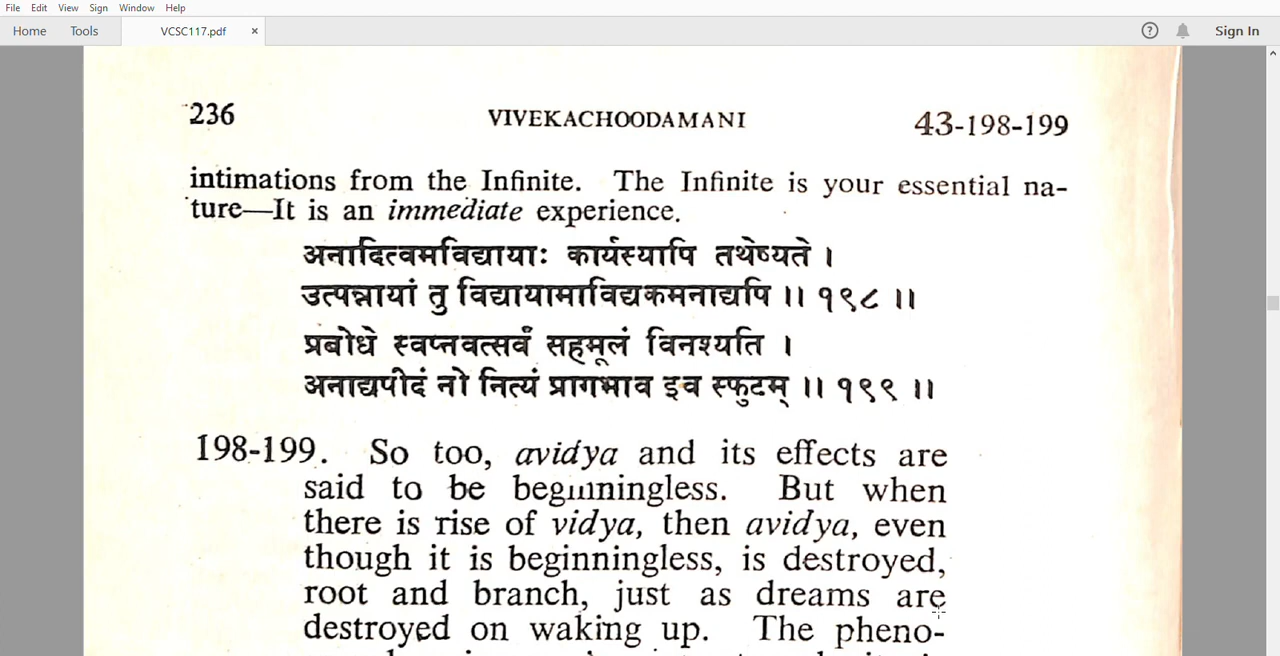 File Edit View Sign Window Help
Home Tools VCSC117.pdf × ? Sign In
236 VIVEKACHOODAMANI 43-198-199
intimations from the Infinite. The Infinite is your essential na-
ture—It is an immediate experience.
अनादित्वमविद्यायाः कार्यस्यापि तथेष्यते ।
उत्पन्नायां तु विद्यायामाविद्यकमनाद्यपि ॥ १९८ ॥
प्रबोधे स्वप्नवत्सर्वं सहमूलं विनश्यति ।
अनाद्यपीदं नो नित्यं प्रागभाव इव स्फुटम् ॥ १९९ ॥
198-199. So too, avidya and its effects are
said to be beginningless. But when
there is rise of vidya, then avidya, even
though it is beginningless, is destroyed,
root and branch, just as dreams are
destroyed on waking up. The pheno-